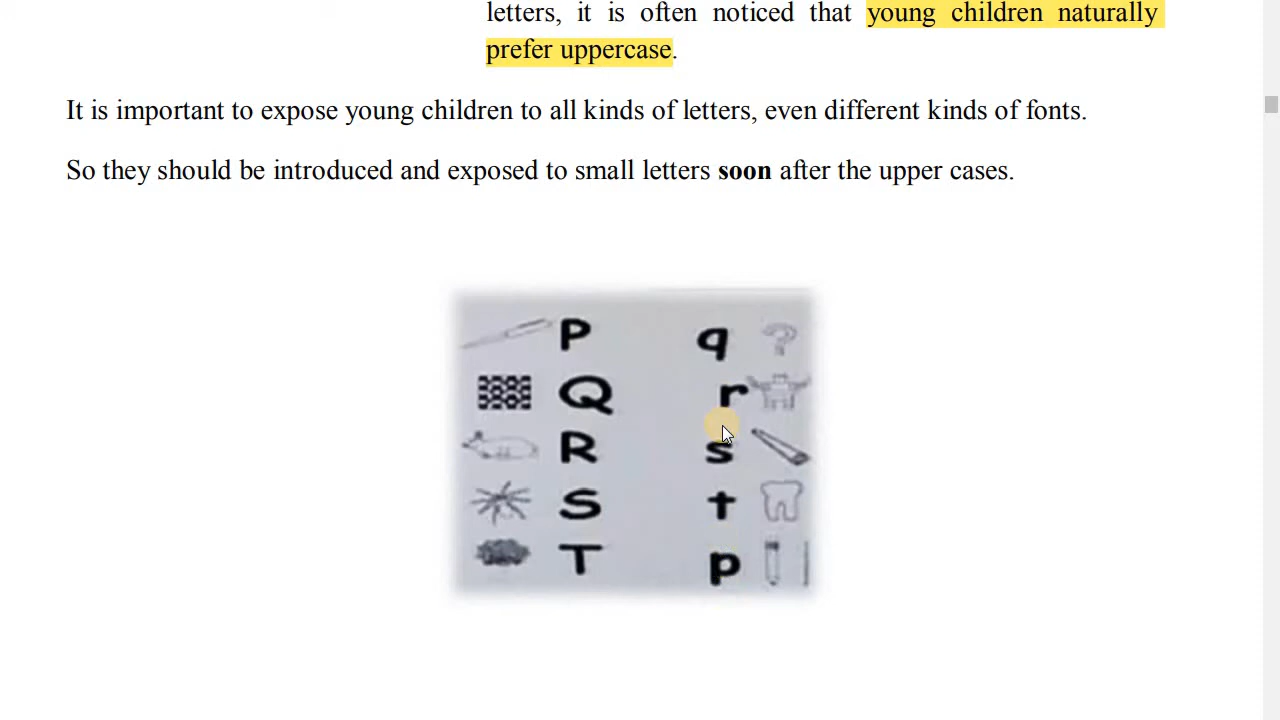 letters, it is often noticed that young children naturally
prefer uppercase.
It is important to expose young children to all kinds of letters, even different kinds of fonts.
So they should be introduced and exposed to small letters soon after the upper cases.
P q ?
Q r
R s
S t
T p